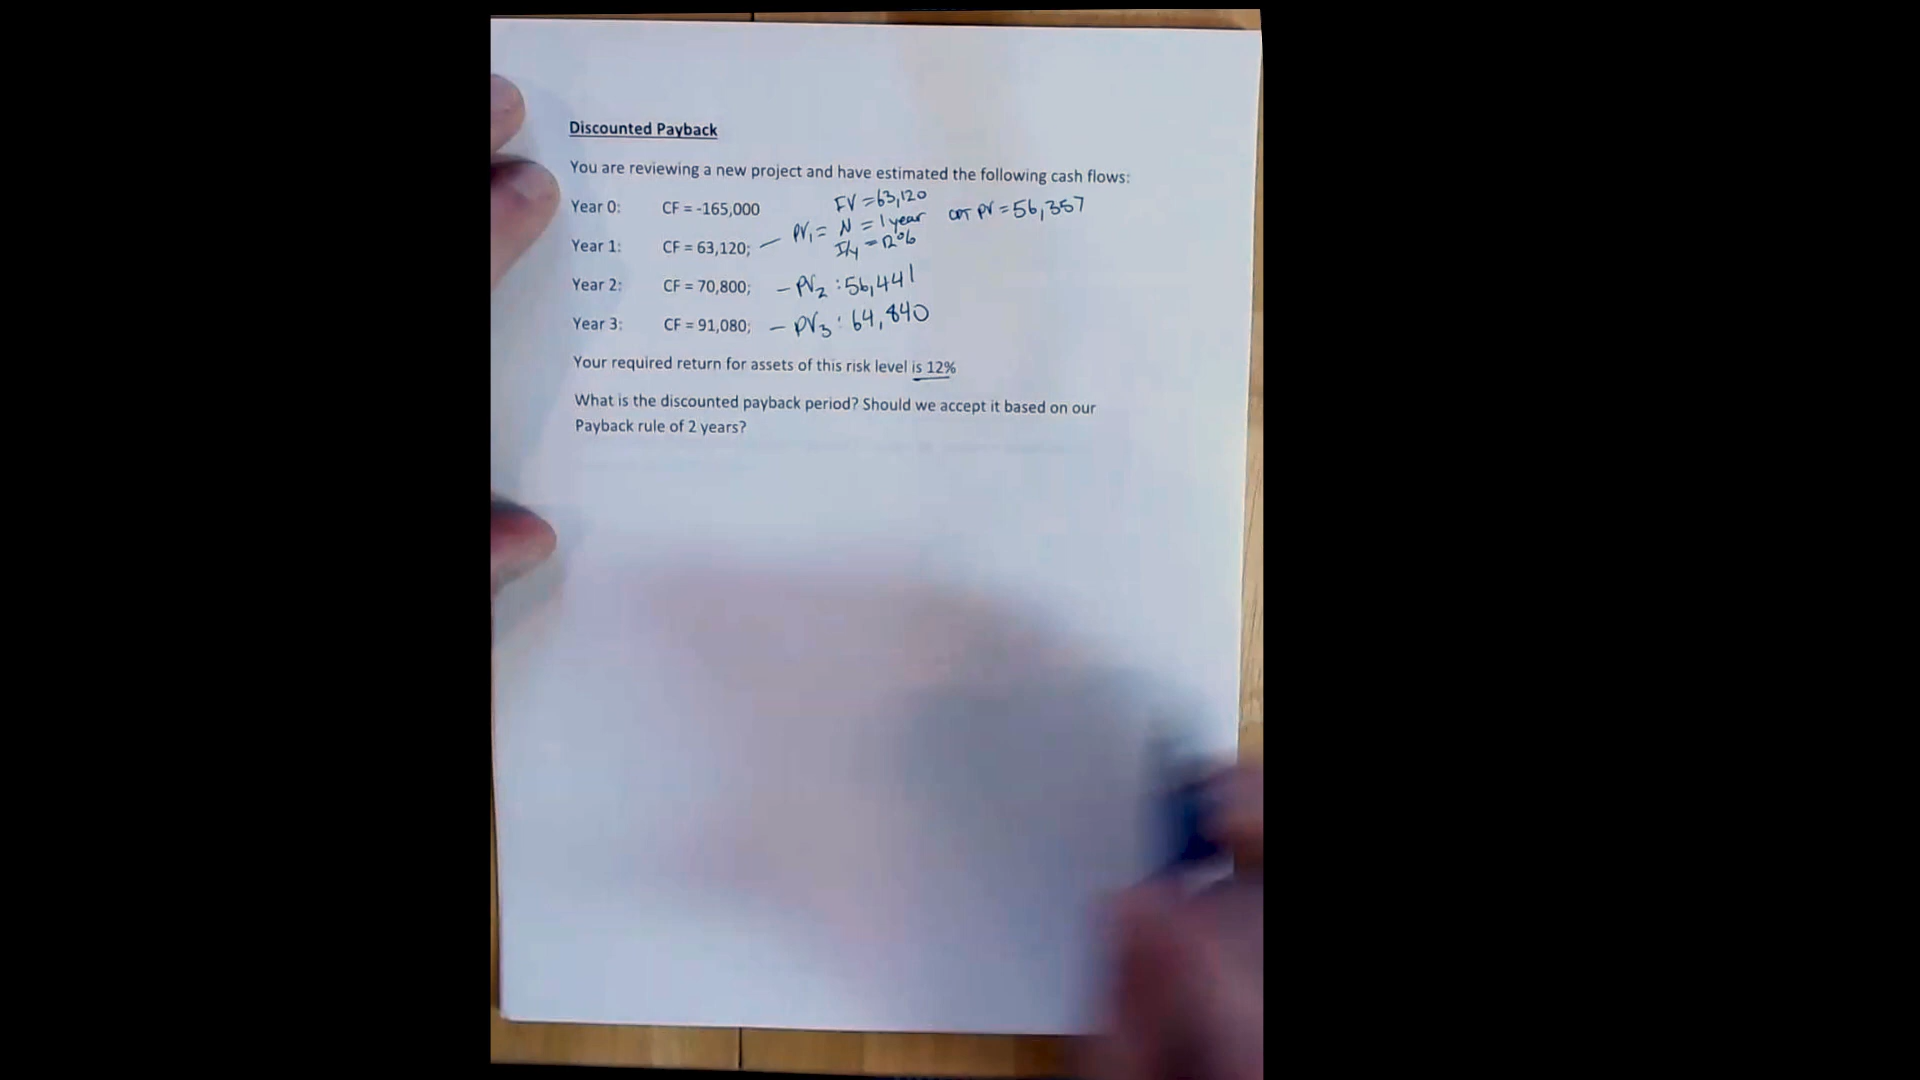 Discounted Payback
You are reviewing a new project and have estimated the following cash flows:
Year 0: CF = -165,000
FV = 63,120
Year 1: CF = 63,120; — PV₁ = N = 1 year CPT PV = 56,357
I/y = 12%
Year 2: CF = 70,800; — PV₂ : 56,441
Year 3: CF = 91,080; — PV₃ : 64,840
Your required return for assets of this risk level is 12%
What is the discounted payback period? Should we accept it based on our
Payback rule of 2 years?